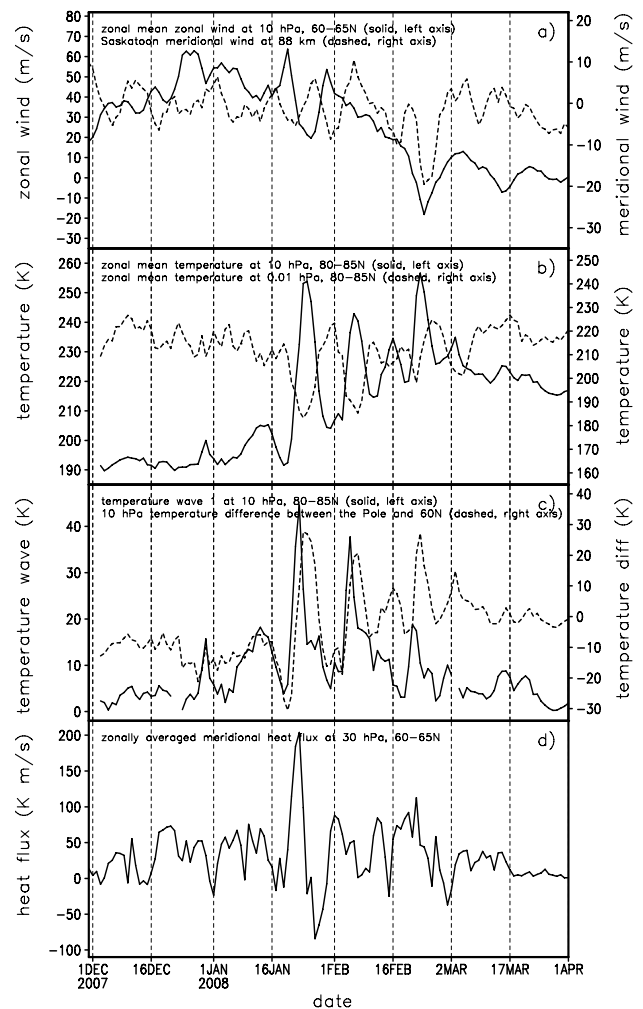 zonal mean zonal wind at 10 hPa, 60–65N (solid, left axis)
Saskatoon meridional wind at 88 km (dashed, right axis)
a)
zonal wind (m/s)
80
70
60
50
40
30
20
10
0
−10
−20
−30
meridional wind (m/s)
20
10
0
−10
−20
−30
zonal mean temperature at 10 hPa, 80–85N (solid, left axis)
zonal mean temperature at 0.01 hPa, 80–85N (dashed, right axis)
b)
temperature (K)
260
250
240
230
220
210
200
190
temperature (K)
250
240
230
220
210
200
190
180
170
160
temperature wave 1 at 10 hPa, 80–85N (solid, left axis)
10 hPa temperature difference between the Pole and 60N (dashed, right axis)
c)
temperature wave (K)
40
30
20
10
0
temperature diff (K)
40
30
20
10
0
−10
−20
−30
zonally averaged meridional heat flux at 30 hPa, 60–65N
d)
heat flux (K m/s)
200
150
100
50
0
−50
−100
1DEC 16DEC 1JAN 16JAN 1FEB 16FEB 2MAR 17MAR 1APR
2007 2008
date